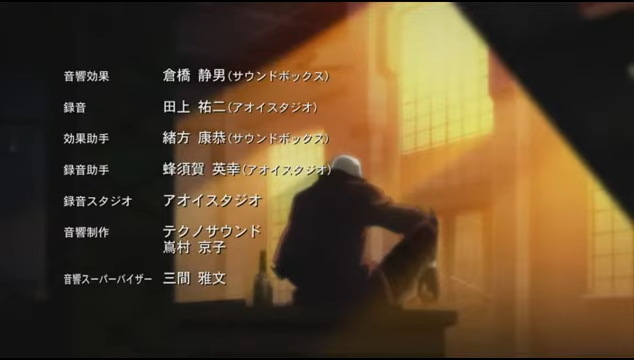 音響効果 倉橋 静男(サウンドボックス)
録音 田上 祐二(アオイスタジオ)
効果助手 緒方 康恭(サウンドボックス)
録音助手 蜂須賀 英幸(アオイスタジオ)
録音スタジオ アオイスタジオ
音響制作 テクノサウンド
嶌村 京子
音響スーパーバイザー 三間 雅文